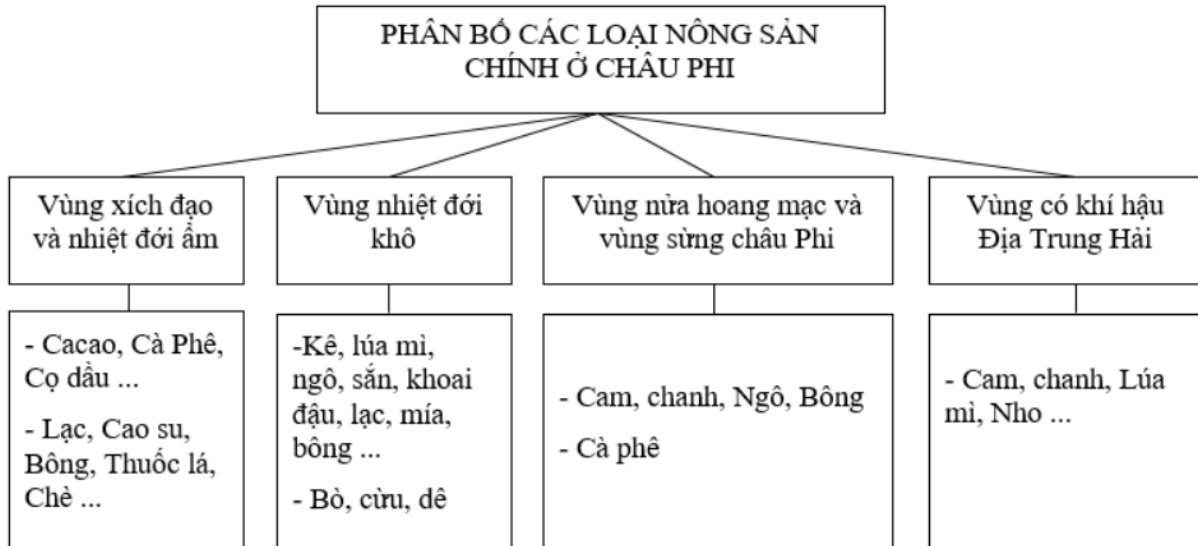 PHÂN BỐ CÁC LOẠI NÔNG SẢN
CHÍNH Ở CHÂU PHI
Vùng xích đạo
và nhiệt đới ẩm
- Cacao, Cà Phê,
Cọ dầu ...
- Lạc, Cao su,
Bông, Thuốc lá,
Chè ...
Vùng nhiệt đới
khô
-Kê, lúa mì,
ngô, sắn, khoai
đậu, lạc, mía,
bông ...
- Bò, cừu, dê
Vùng nửa hoang mạc và
vùng sừng châu Phi
- Cam, chanh, Ngô, Bông
- Cà phê
Vùng có khí hậu
Địa Trung Hải
- Cam, chanh, Lúa
mì, Nho ...